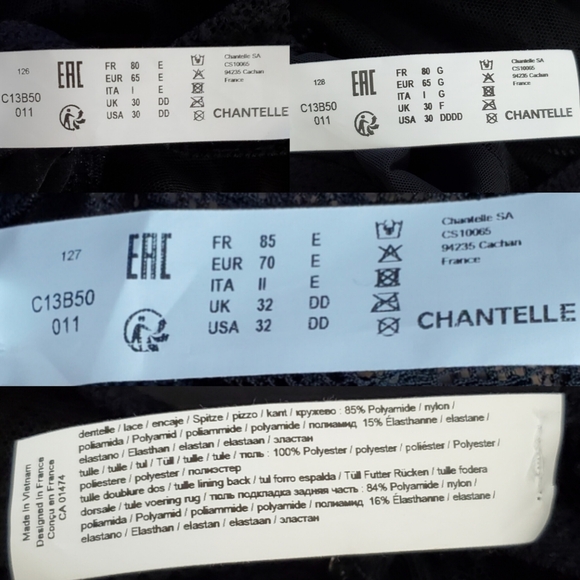 126
C13B50
011
EAC
FR 80 E
EUR 65 E
ITA I E
UK 30 DD
USA 30 DD
Chantelle SA
CS10065
94235 Cachan
France
CHANTELLE
128
C13B50
011
EAC
FR 80 G
EUR 65 G
ITA I G
UK 30 F
USA 30 DDDD
Chantelle SA
CS10065
94235 Cachan
France
CHANTELLE
127
C13B50
011
EAC
FR 85 E
EUR 70 E
ITA II E
UK 32 DD
USA 32 DD
Chantelle SA
CS10065
94235 Cachan
France
CHANTELLE
Made in Vietnam
Designed in France
Conçu en France
CA 01474
dentelle / lace / encaje / Spitze / pizzo / kant / кружево : 85% Polyamide / nylon /
poliamida / Polyamid / poliammide / polyamide / полиамид 15% Élasthanne / elastane /
elastano / Elasthan / elastan / elastaan / эластан
tulle / tulle / tul / Tüll / tulle / tule / тюль : 100% Polyester / polyester / poliéster / Polyester /
poliestere / polyester / полиэстер
tulle doublure dos / tulle lining back / tul forro espalda / Tüll Futter Rücken / tulle fodera
dorsale / tule voering rug / тюль подкладка задняя часть : 84% Polyamide / nylon /
poliamida / Polyamid / poliammide / polyamide / полиамид 16% Élasthanne / elastane /
elastano / Elasthan / elastan / elastaan / эластан